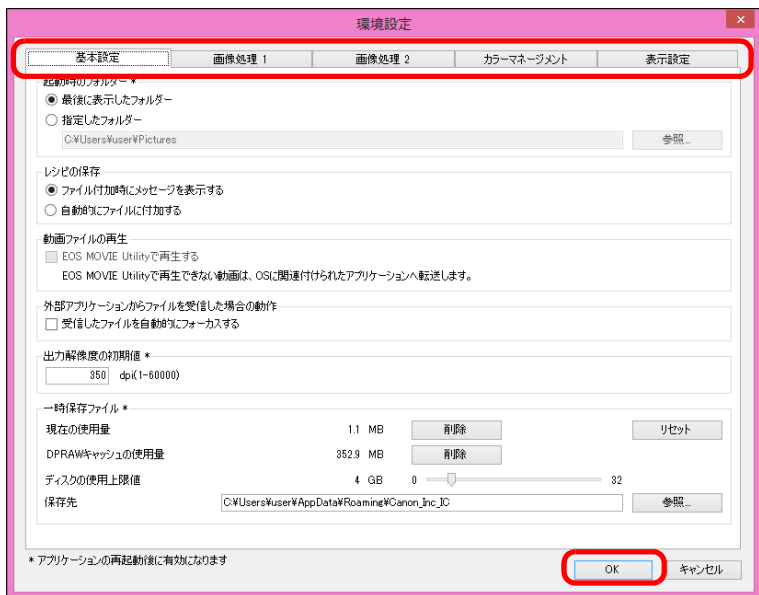 環境設定
×
基本設定 画像処理 1 画像処理 2 カラーマネージメント 表示設定
起動時のフォルダー *
最後に表示したフォルダー
指定したフォルダー
C:¥Users¥user¥Pictures 参照...
レシピの保存
ファイル付加時にメッセージを表示する
自動的にファイルに付加する
動画ファイルの再生
EOS MOVIE Utilityで再生する
EOS MOVIE Utilityで再生できない動画は、OSに関連付けられたアプリケーションへ転送します。
外部アプリケーションからファイルを受信した場合の動作
受信したファイルを自動的にフォーカスする
出力解像度の初期値 *
350 dpi(1-60000)
一時保存ファイル *
現在の使用量 1.1 MB 削除 リセット
DPRAWキャッシュの使用量 352.9 MB 削除
ディスクの使用上限値 4 GB 0 32
保存先 C:¥Users¥user¥AppData¥Roaming¥Canon_Inc_IC 参照...
* アプリケーションの再起動後に有効になります
OK キャンセル